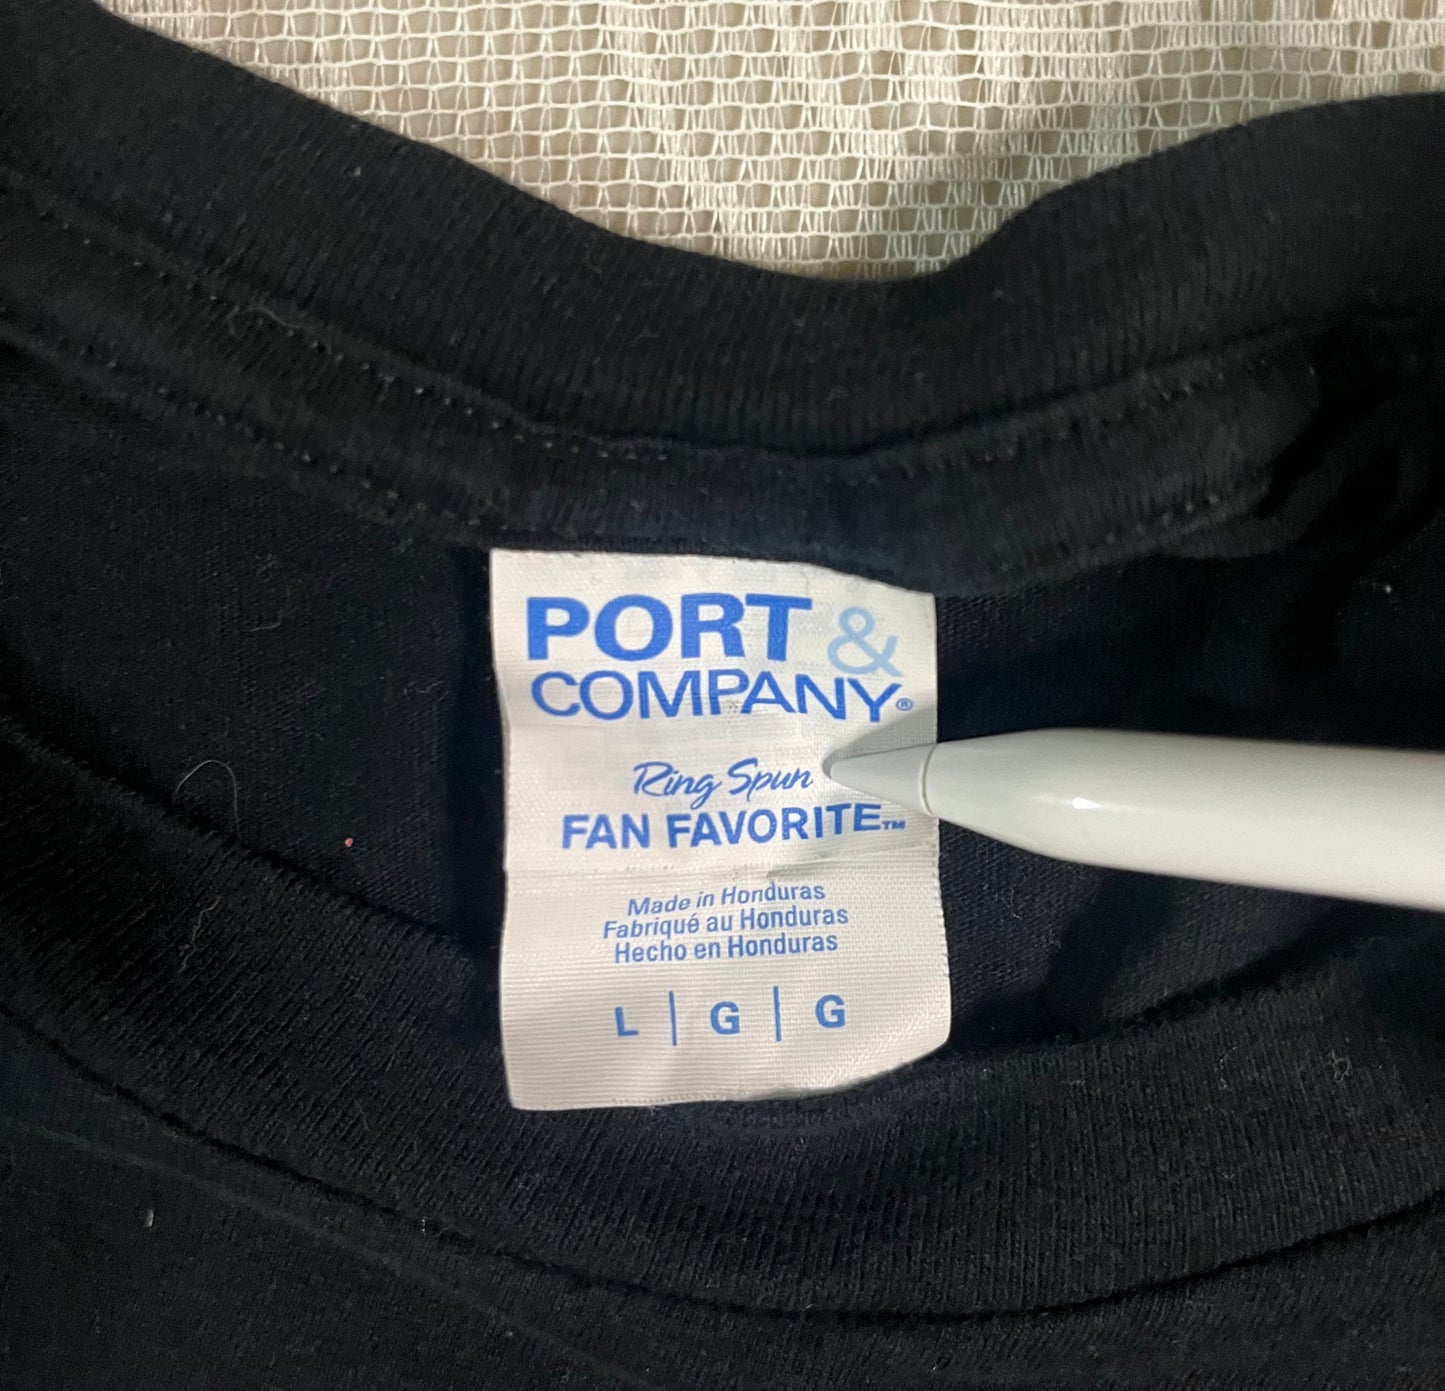 PORT &
COMPANY®
Ring Spun
FAN FAVORITE™
Made in Honduras
Fabriqué au Honduras
Hecho en Honduras
L | G | G